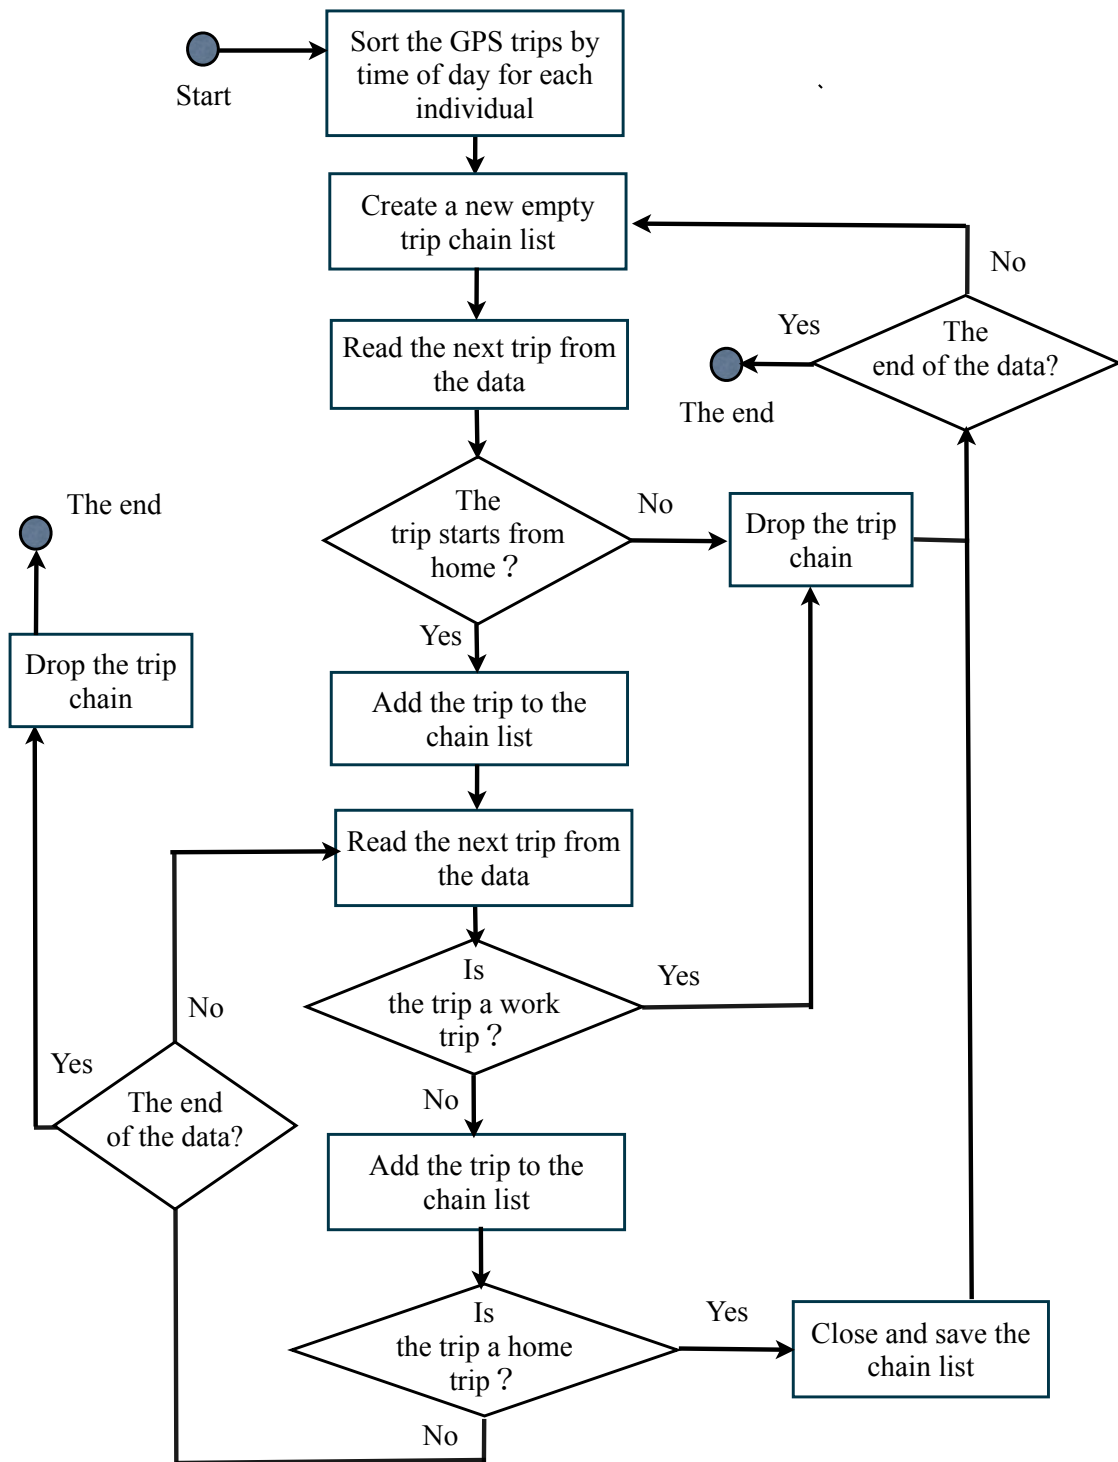 Sort the GPS trips by
time of day for each
individual
Start
Create a new empty
trip chain list
No
Read the next trip from
the data
Yes
The
end of the data?
The end
The
trip starts from
home？
No
Drop the trip
chain
The end
Yes
Drop the trip
chain
Add the trip to the
chain list
Read the next trip from
the data
Is
the trip a work
trip？
Yes
No
Yes
The end
of the data?
No
Add the trip to the
chain list
Is
the trip a home
trip？
Yes
Close and save the
chain list
No